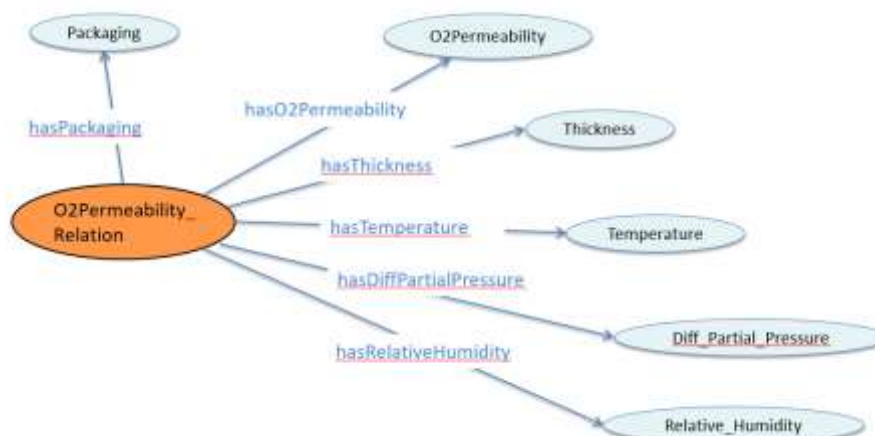 Packaging
O2Permeability
hasO2Permeability
hasPackaging
Thickness
hasThickness
O2Permeability_
Relation
hasTemperature
Temperature
hasDiffPartialPressure
Diff_Partial_Pressure
hasRelativeHumidity
Relative_Humidity